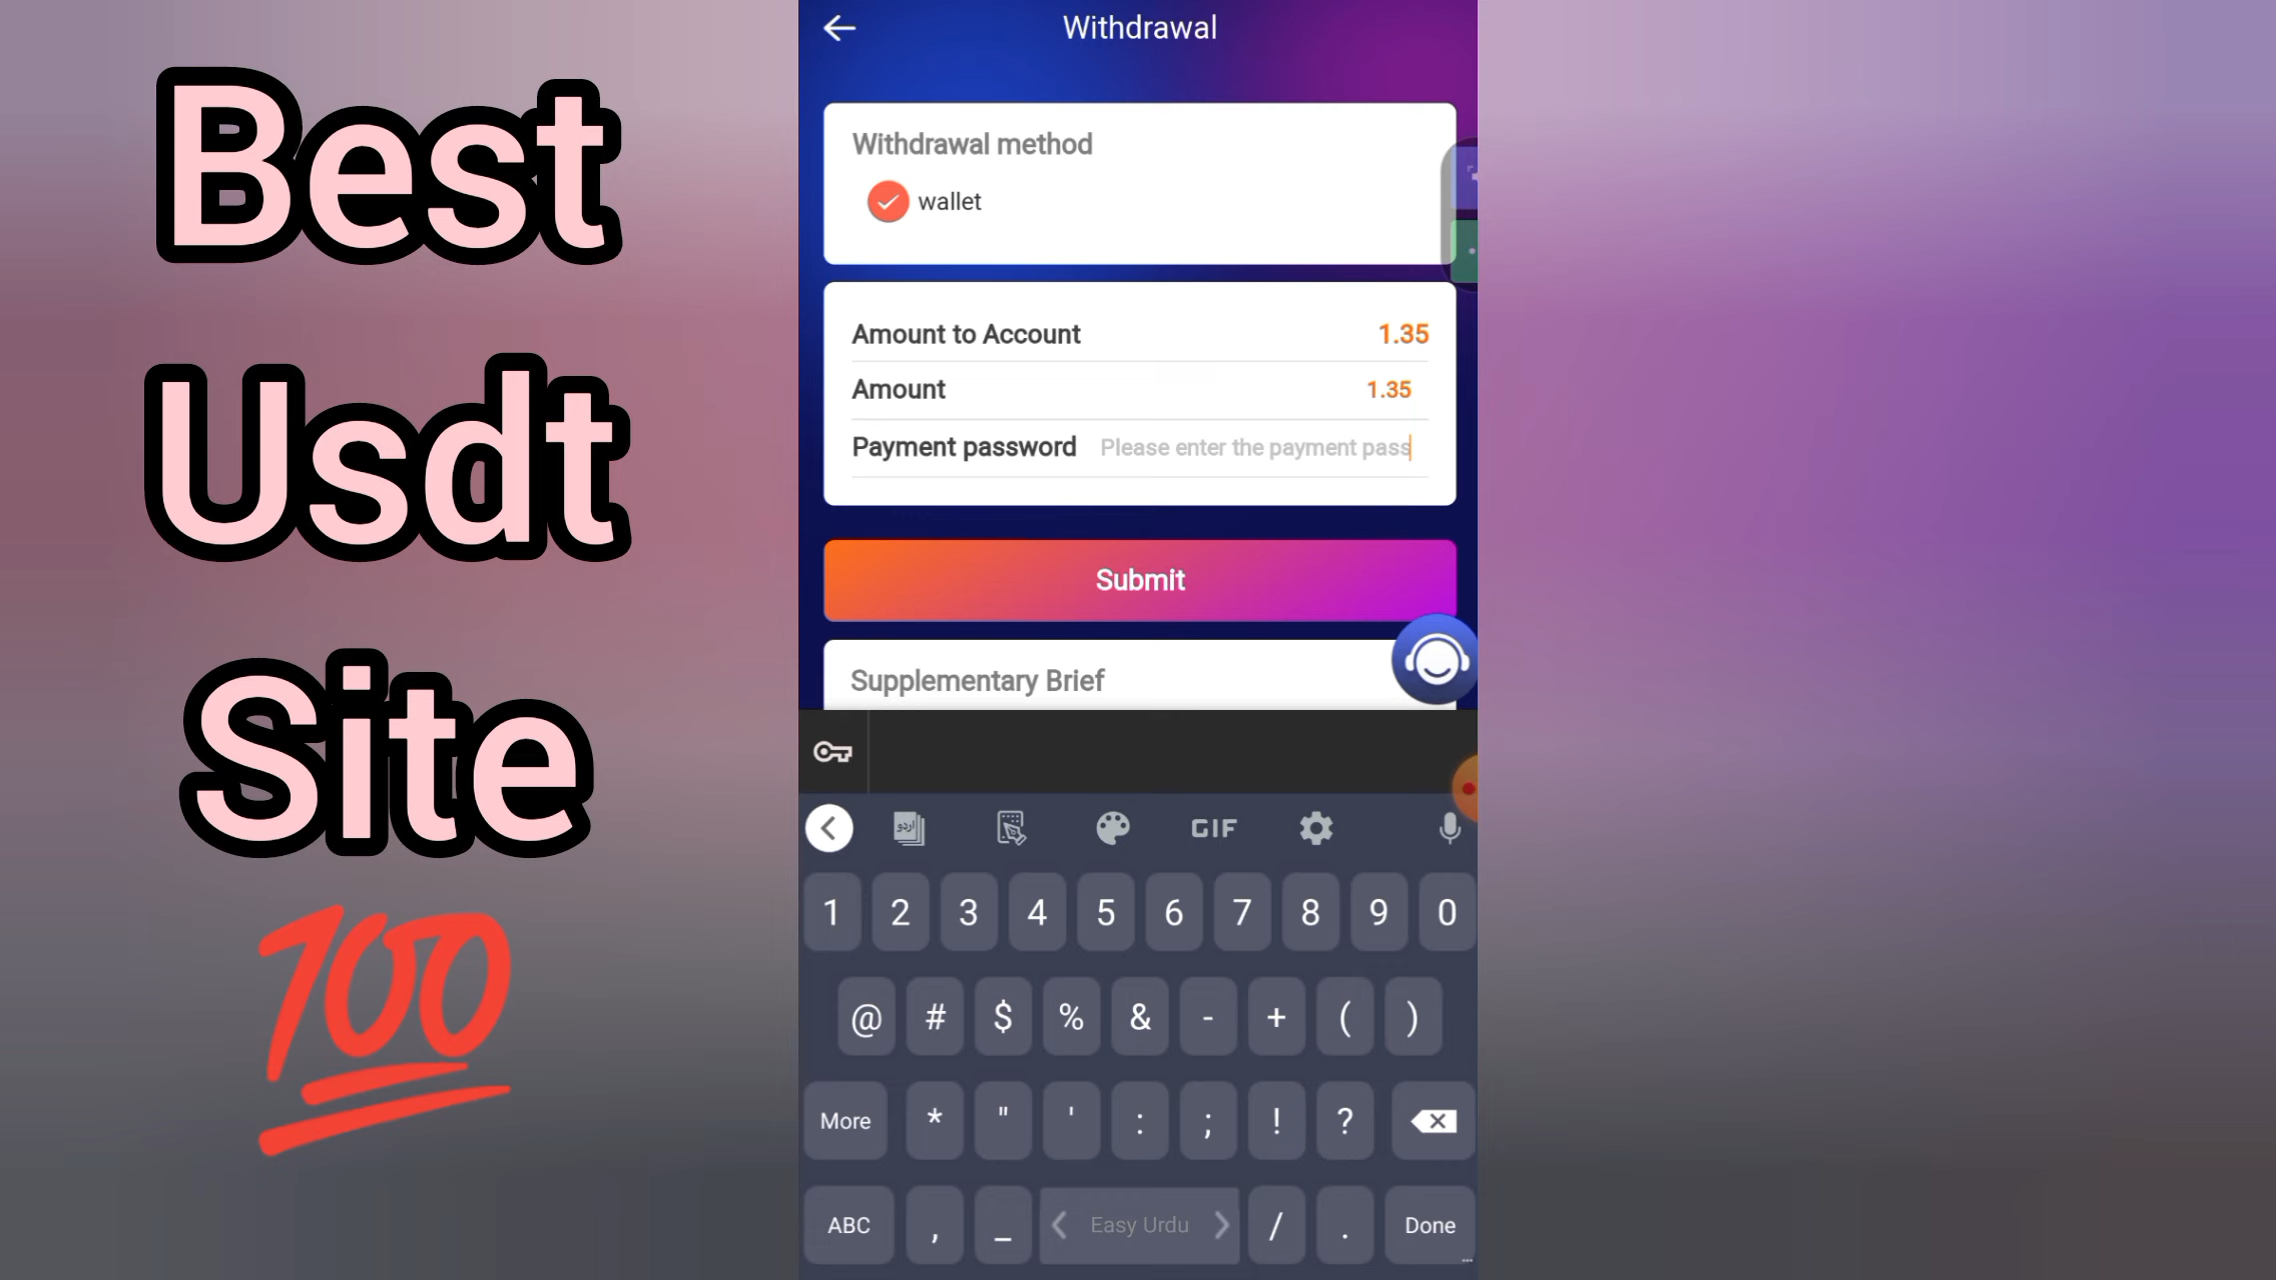 Best
Usdt
Site
100
Withdrawal
Withdrawal method
wallet
Amount to Account 1.35
Amount 1.35
Payment password Please enter the payment pass
Submit
Supplementary Brief
اردو
GIF
1 2 3 4 5 6 7 8 9 0
@ # $ % & - + ( )
More * " ' : ; ! ?
ABC , _ Easy Urdu / . Done